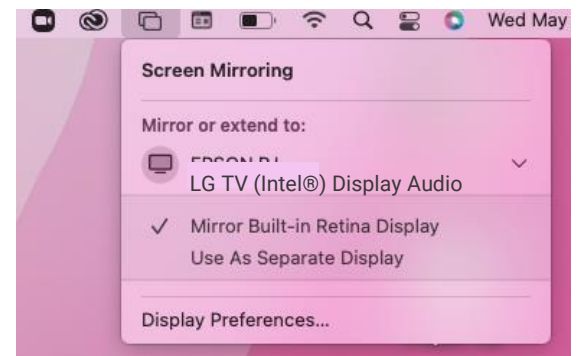 Wed May
Screen Mirroring
Mirror or extend to:
LG TV (Intel®) Display Audio
✓ Mirror Built-in Retina Display
Use As Separate Display
Display Preferences...